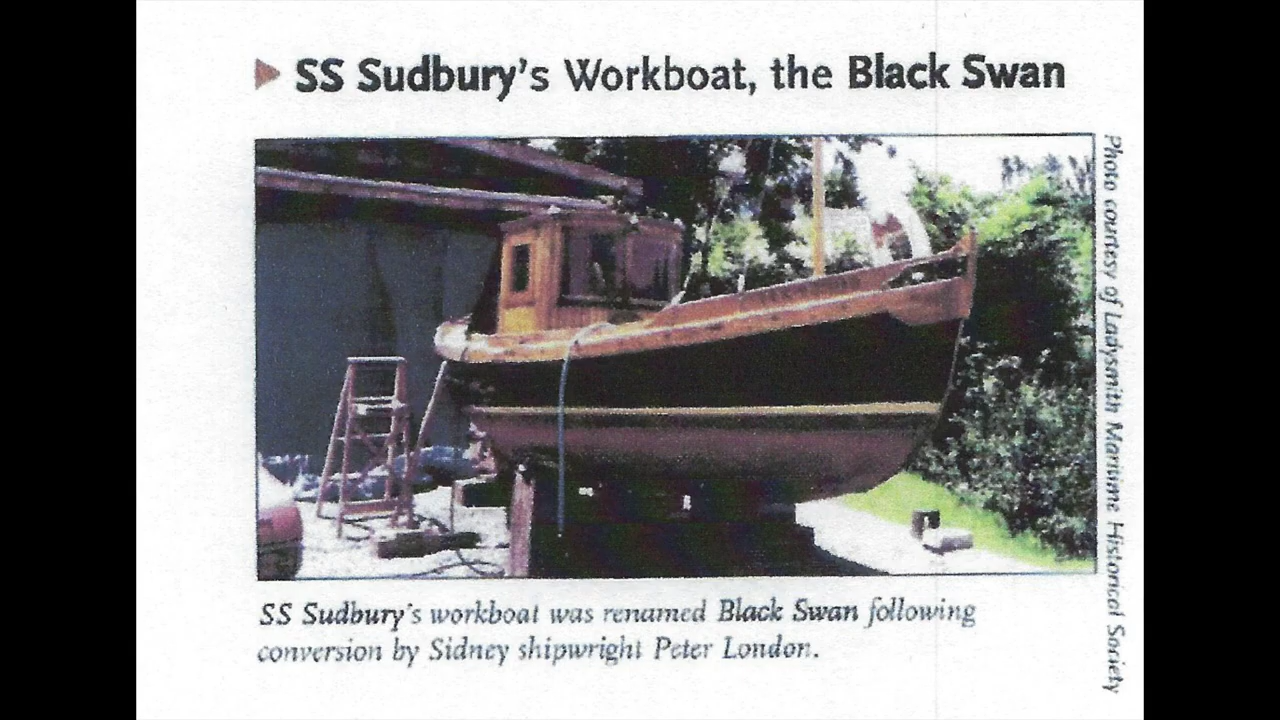 SS Sudbury's Workboat, the Black Swan
Photo courtesy of Ladysmith Maritime Historical Society
SS Sudbury's workboat was renamed Black Swan following
conversion by Sidney shipwright Peter London.